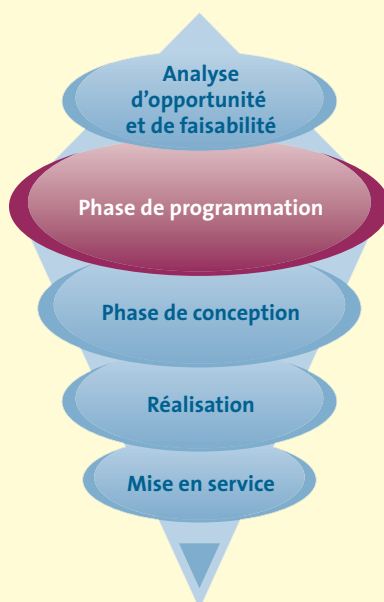 Analyse
d'opportunité
et de faisabilité
Phase de programmation
Phase de conception
Réalisation
Mise en service